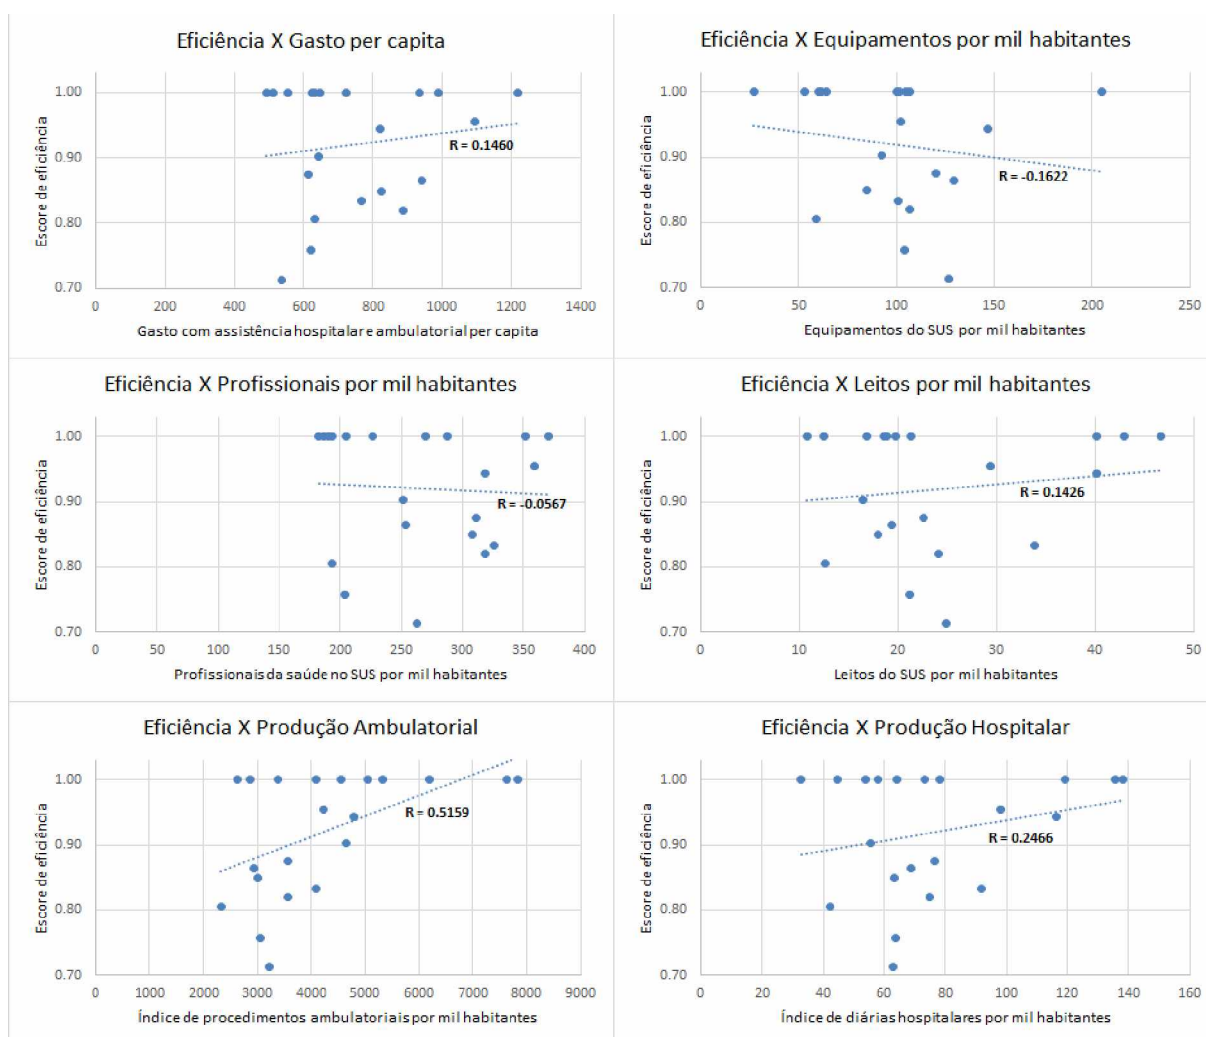 Eficiência X Gasto per capita
1.00
0.90
0.80
0.70
Escore de eficiência
R = 0.1460
0 200 400 600 800 1000 1200 1400
Gasto com assistência hospitalar e ambulatorial per capita
Eficiência X Equipamentos por mil habitantes
1.00
0.90
0.80
0.70
Escore de eficiência
R = -0.1622
0 50 100 150 200 250
Equipamentos do SUS por mil habitantes
Eficiência X Profissionais por mil habitantes
1.00
0.90
0.80
0.70
Escore de eficiência
R = -0.0567
0 50 100 150 200 250 300 350 400
Profissionais da saúde no SUS por mil habitantes
Eficiência X Leitos por mil habitantes
1.00
0.90
0.80
0.70
Escore de eficiência
R = 0.1426
0 10 20 30 40 50
Leitos do SUS por mil habitantes
Eficiência X Produção Ambulatorial
1.00
0.90
0.80
0.70
Escore de eficiência
R = 0.5159
0 1000 2000 3000 4000 5000 6000 7000 8000 9000
Índice de procedimentos ambulatoriais por mil habitantes
Eficiência X Produção Hospitalar
1.00
0.90
0.80
0.70
Escore de eficiência
R = 0.2466
0 20 40 60 80 100 120 140 160
Índice de diárias hospitalares por mil habitantes